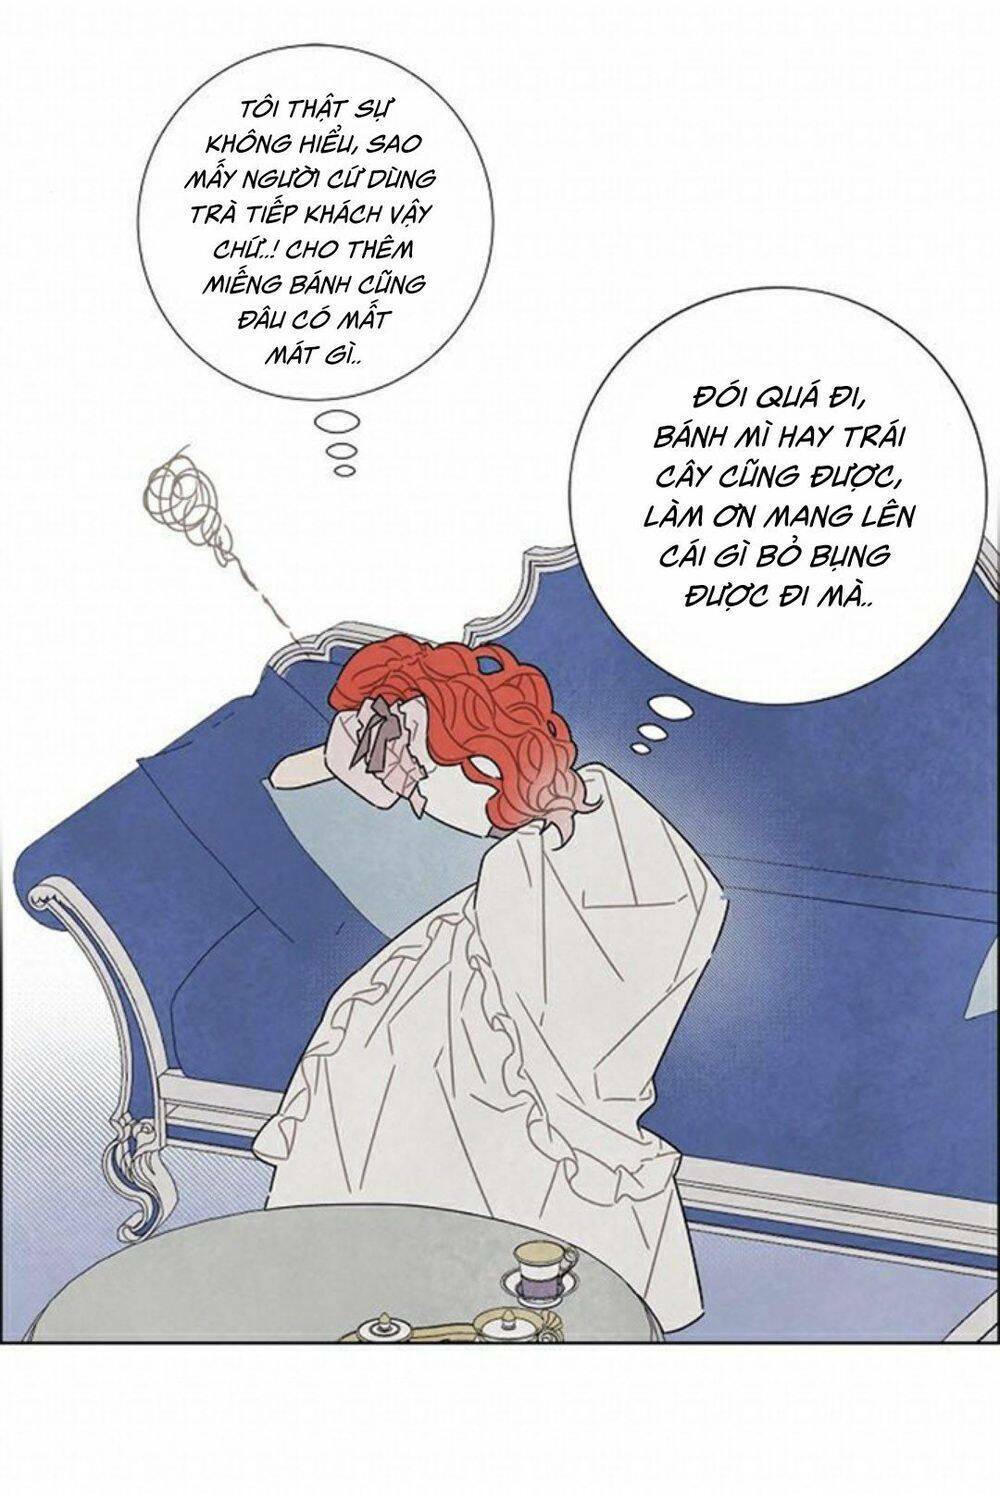 TÔI THẬT SỰ
KHÔNG HIỂU, SAO
MẤY NGƯỜI CỨ DÙNG
TRÀ TIẾP KHÁCH VẬY
CHỨ..! CHO THÊM
MIẾNG BÁNH CŨNG
ĐÂU CÓ MẤT
MÁT GÌ..
ĐÓI QUÁ ĐI,
BÁNH MÌ HAY TRÁI
CÂY CŨNG ĐƯỢC,
LÀM ƠN MANG LÊN
CÁI GÌ BỎ BỤNG
ĐƯỢC ĐI MÀ..